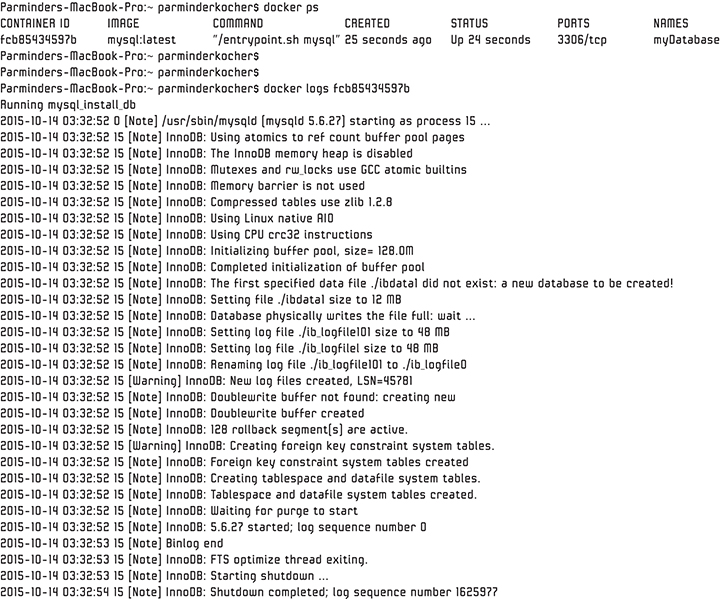 Parminders-MacBook-Pro:~ parminderkocher$ docker ps
CONTAINER ID IMAGE COMMAND CREATED STATUS PORTS NAMES
fcb85434597b mysql:latest "/entrypoint.sh mysql" 25 seconds ago Up 24 seconds 3306/tcp myDatabase
Parminders-MacBook-Pro:~ parminderkocher$
Parminders-MacBook-Pro:~ parminderkocher$
Parminders-MacBook-Pro:~ parminderkocher$ docker logs fcb85434597b
Running mysql_install_db
2015-10-14 03:32:52 0 [Note] /usr/sbin/mysqld (mysqld 5.6.27) starting as process 15 ...
2015-10-14 03:32:52 15 [Note] InnoDB: Using atomics to ref count buffer pool pages
2015-10-14 03:32:52 15 [Note] InnoDB: The InnoDB memory heap is disabled
2015-10-14 03:32:52 15 [Note] InnoDB: Mutexes and rw_locks use GCC atomic builtins
2015-10-14 03:32:52 15 [Note] InnoDB: Memory barrier is not used
2015-10-14 03:32:52 15 [Note] InnoDB: Compressed tables use zlib 1.2.8
2015-10-14 03:32:52 15 [Note] InnoDB: Using Linux native AIO
2015-10-14 03:32:52 15 [Note] InnoDB: Using CPU crc32 instructions
2015-10-14 03:32:52 15 [Note] InnoDB: Initializing buffer pool, size= 128.0M
2015-10-14 03:32:52 15 [Note] InnoDB: Completed initialization of buffer pool
2015-10-14 03:32:52 15 [Note] InnoDB: The first specified data file ./ibdata1 did not exist: a new database to be created!
2015-10-14 03:32:52 15 [Note] InnoDB: Setting file ./ibdata1 size to 12 MB
2015-10-14 03:32:52 15 [Note] InnoDB: Database physically writes the file full: wait ...
2015-10-14 03:32:52 15 [Note] InnoDB: Setting log file ./ib_logfile101 size to 48 MB
2015-10-14 03:32:52 15 [Note] InnoDB: Setting log file ./ib_logfile1 size to 48 MB
2015-10-14 03:32:52 15 [Note] InnoDB: Renaming log file ./ib_logfile101 to ./ib_logfile0
2015-10-14 03:32:52 15 [Warning] InnoDB: New log files created, LSN=45781
2015-10-14 03:32:52 15 [Note] InnoDB: Doublewrite buffer not found: creating new
2015-10-14 03:32:52 15 [Note] InnoDB: Doublewrite buffer created
2015-10-14 03:32:52 15 [Note] InnoDB: 128 rollback segment(s) are active.
2015-10-14 03:32:52 15 [Warning] InnoDB: Creating foreign key constraint system tables.
2015-10-14 03:32:52 15 [Note] InnoDB: Foreign key constraint system tables created
2015-10-14 03:32:52 15 [Note] InnoDB: Creating tablespace and datafile system tables.
2015-10-14 03:32:52 15 [Note] InnoDB: Tablespace and datafile system tables created.
2015-10-14 03:32:52 15 [Note] InnoDB: Waiting for purge to start
2015-10-14 03:32:52 15 [Note] InnoDB: 5.6.27 started; log sequence number 0
2015-10-14 03:32:53 15 [Note] Binlog end
2015-10-14 03:32:53 15 [Note] InnoDB: FTS optimize thread exiting.
2015-10-14 03:32:53 15 [Note] InnoDB: Starting shutdown ...
2015-10-14 03:32:54 15 [Note] InnoDB: Shutdown completed; log sequence number 1625977